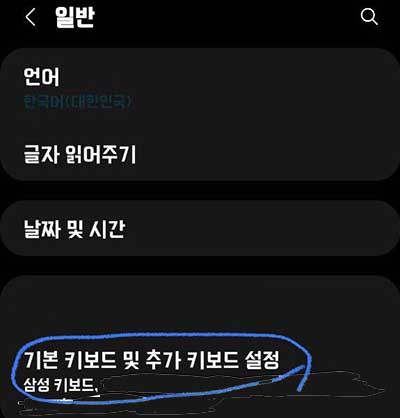 일반
언어
한국어(대한민국)
글자 읽어주기
날짜 및 시간
기본 키보드 및 추가 키보드 설정
삼성 키보드,